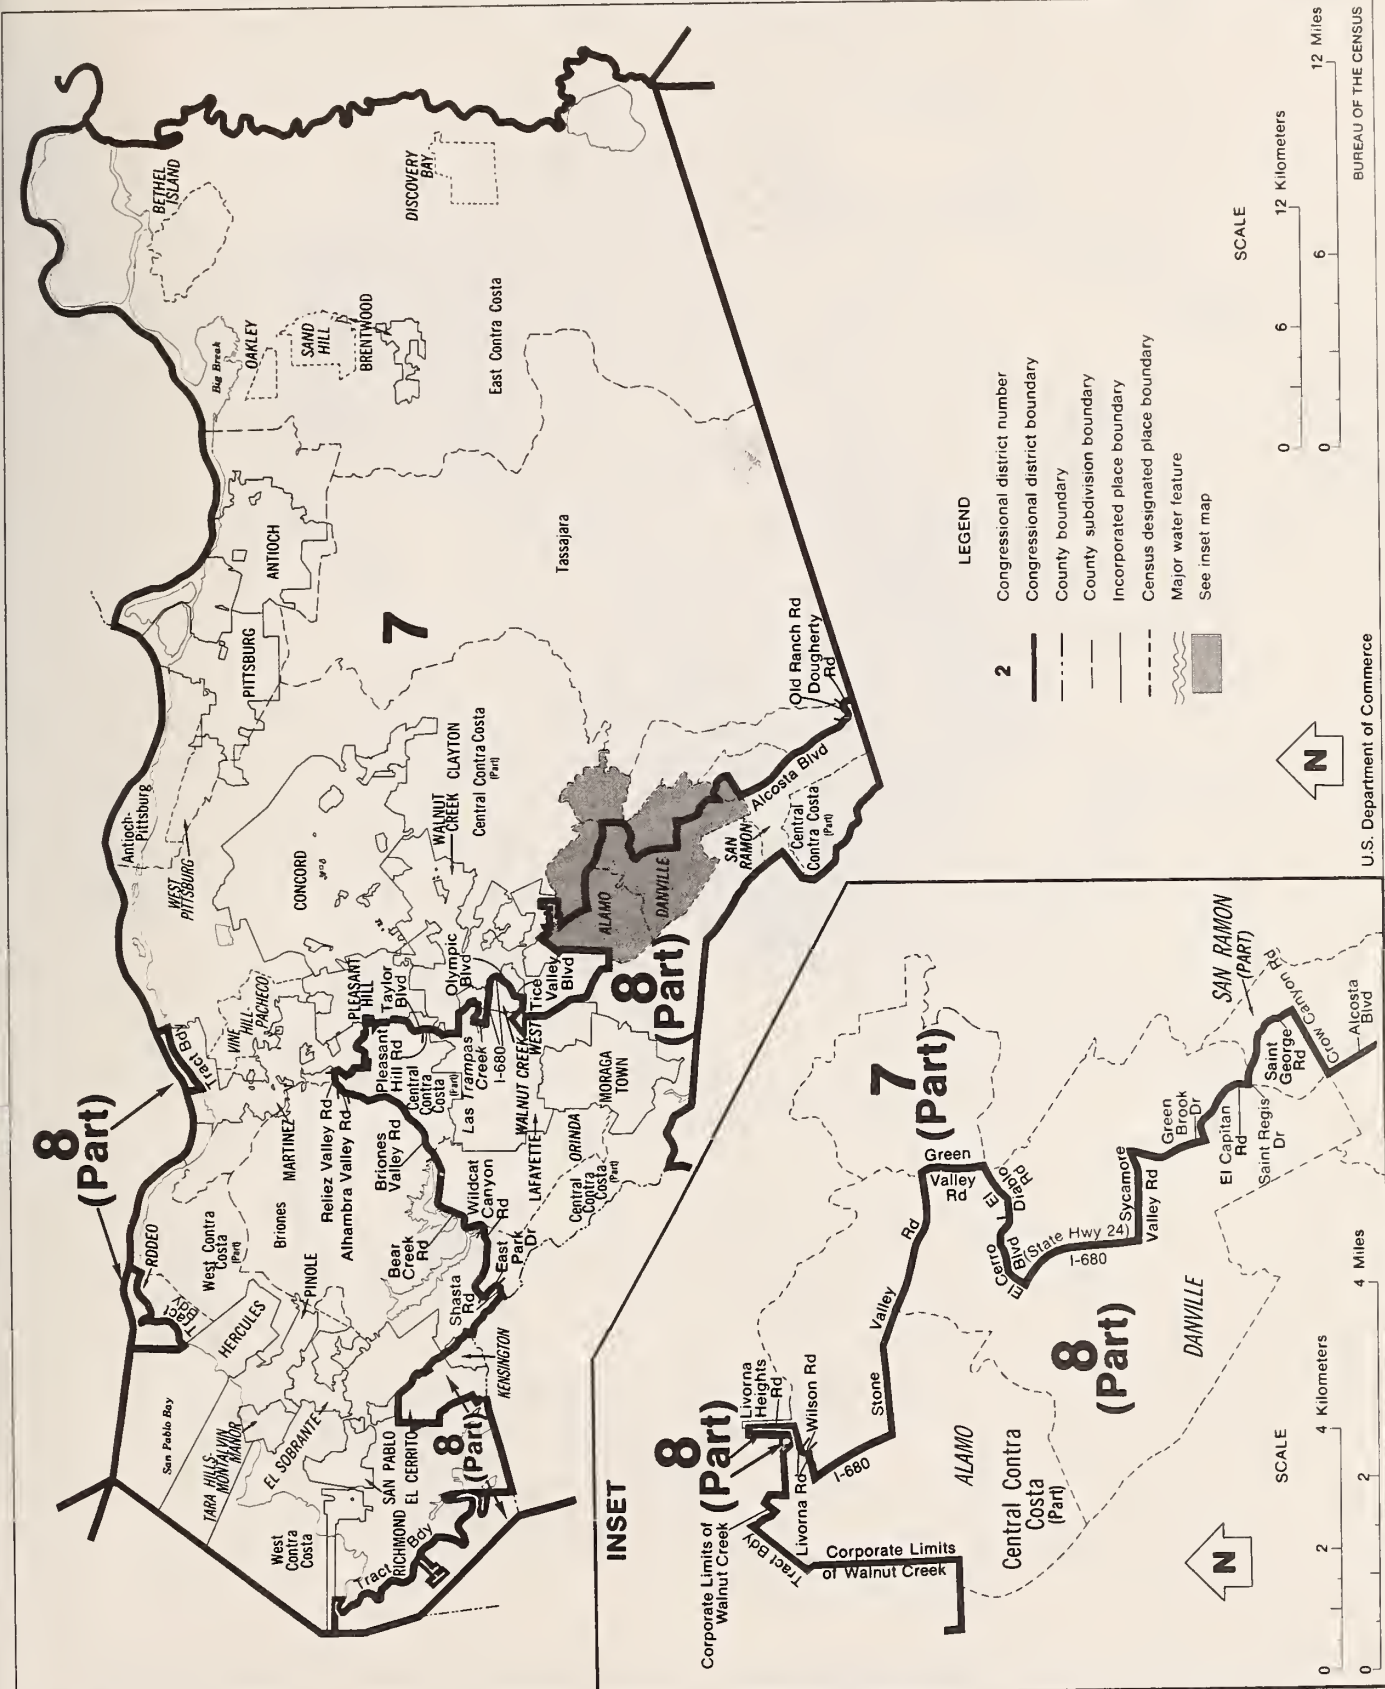 8
(Part)
RODEO
Tract
Bdy
San Pablo Bay
West Contra
Costa
(Part)
HERCULES
PINOLE
TARA HILLS-
MONTALVIN
MANOR
EL SOBRANTE
SAN PABLO
EL CERRITO
RICHMOND
West
Contra
Costa
Tract Bdy
8
(Part)
KENSINGTON
Shasta
Rd
East
Park
Dr
Wildcat
Canyon
Rd
Bear
Creek
Rd
Briones
Valley Rd
Briones
Alhambra Valley Rd
Reliez Valley Rd
MARTINEZ
Tract Bdy
VINE
HILL-
PACHECO
PLEASANT
HILL
Taylor
Blvd
Pleasant
Hill Rd
Central
Contra
Costa
(Part)
Olympic
Blvd
Las Trampas
Creek
I-680
WALNUT CREEK
WEST
Tice
Valley
Blvd
LAFAYETTE
ORINDA
MORAGA
TOWN
Central
Contra
Costa
(Part)
8
(Part)
CONCORD
WEST
PITTSBURG
Antioch-
Pittsburg
PITTSBURG
ANTIOCH
WALNUT
CREEK
CLAYTON
Central Contra Costa
(Part)
7
ALAMO
DANVILLE
SAN
RAMON
Central
Contra Costa
(Part)
Alcosta Blvd
Old Ranch Rd
Dougherty
Rd
Tassajara
Big Break
OAKLEY
SAND
HILL
BRENTWOOD
East Contra Costa
BETHEL
ISLAND
DISCOVERY
BAY
LEGEND
2 Congressional district number
Congressional district boundary
County boundary
County subdivision boundary
Incorporated place boundary
Census designated place boundary
Major water feature
See inset map
SCALE
0 6 12 Kilometers
0 6 12 Miles
N
U.S. Department of Commerce
BUREAU OF THE CENSUS
INSET
8
(Part)
Corporate Limits of
Walnut Creek
Livorna
Heights
Rd
Wilson Rd
Livorna Rd
Tract Bdy
I-680
Corporate Limits
of Walnut Creek
Stone Valley Rd
7
(Part)
Green
Valley
Rd
El
Diablo
Rd
El Cerro
Blvd
(State Hwy 24)
I-680
Sycamore
Valley Rd
Green
Brook
Dr
El Capitan
Rd
Saint Regis
Dr
Saint
George
Rd
SAN RAMON
(PART)
Crow Canyon Rd
Alcosta
Blvd
ALAMO
Central Contra
Costa
(Part)
8
(Part)
DANVILLE
N
SCALE
0 2 4 Kilometers
0 2 4 Miles